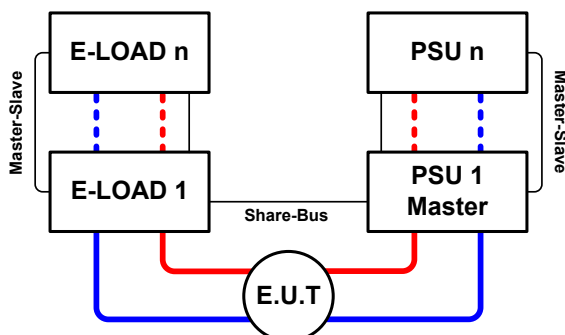 E-LOAD n
PSU n
Master-Slave
Master-Slave
E-LOAD 1
PSU 1
Master
Share-Bus
E.U.T